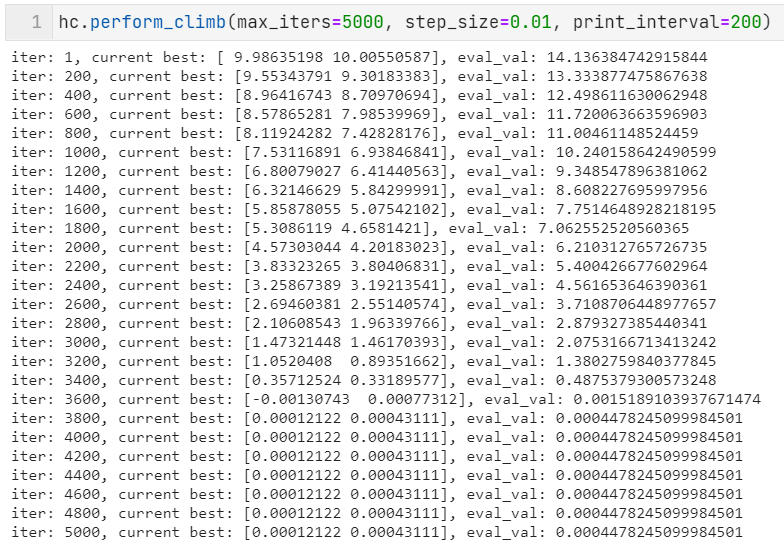 1 hc.perform_climb(max_iters=5000, step_size=0.01, print_interval=200)
iter: 1, current best: [ 9.98635198 10.00550587], eval_val: 14.136384742915844
iter: 200, current best: [9.55343791 9.30183383], eval_val: 13.333877475867638
iter: 400, current best: [8.96416743 8.70970694], eval_val: 12.498611630062948
iter: 600, current best: [8.57865281 7.98539969], eval_val: 11.720063663596903
iter: 800, current best: [8.11924282 7.42828176], eval_val: 11.00461148524459
iter: 1000, current best: [7.53116891 6.93846841], eval_val: 10.240158642490599
iter: 1200, current best: [6.80079027 6.41440563], eval_val: 9.348547896381062
iter: 1400, current best: [6.32146629 5.84299991], eval_val: 8.608227695997956
iter: 1600, current best: [5.85878055 5.07542102], eval_val: 7.7514648928218195
iter: 1800, current best: [5.3086119 4.6581421], eval_val: 7.062552520560365
iter: 2000, current best: [4.57303044 4.20183023], eval_val: 6.210312765726735
iter: 2200, current best: [3.83323265 3.80406831], eval_val: 5.400426677602964
iter: 2400, current best: [3.25867389 3.19213541], eval_val: 4.561653646390361
iter: 2600, current best: [2.69460381 2.55140574], eval_val: 3.7108706448977657
iter: 2800, current best: [2.10608543 1.96339766], eval_val: 2.879327385440341
iter: 3000, current best: [1.47321448 1.46170393], eval_val: 2.0753166713413242
iter: 3200, current best: [1.0520408  0.89351662], eval_val: 1.3802759840377845
iter: 3400, current best: [0.35712524 0.33189577], eval_val: 0.4875379300573248
iter: 3600, current best: [-0.00130743  0.00077312], eval_val: 0.0015189103937671474
iter: 3800, current best: [0.00012122 0.00043111], eval_val: 0.0004478245099984501
iter: 4000, current best: [0.00012122 0.00043111], eval_val: 0.0004478245099984501
iter: 4200, current best: [0.00012122 0.00043111], eval_val: 0.0004478245099984501
iter: 4400, current best: [0.00012122 0.00043111], eval_val: 0.0004478245099984501
iter: 4600, current best: [0.00012122 0.00043111], eval_val: 0.0004478245099984501
iter: 4800, current best: [0.00012122 0.00043111], eval_val: 0.0004478245099984501
iter: 5000, current best: [0.00012122 0.00043111], eval_val: 0.0004478245099984501